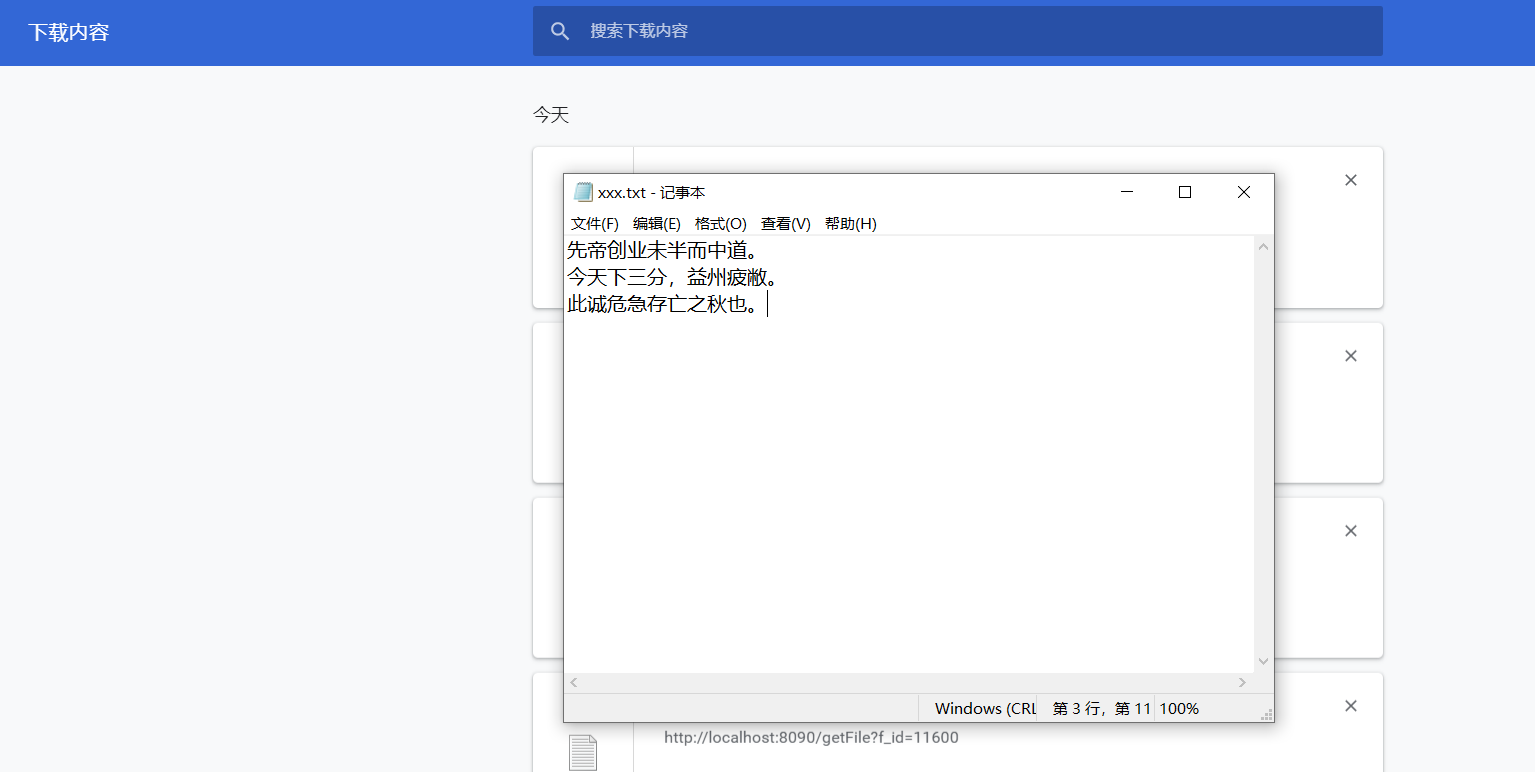 下载内容
搜索下载内容
今天
xxx.txt - 记事本
文件(F) 编辑(E) 格式(O) 查看(V) 帮助(H)
先帝创业未半而中道。
今天下三分，益州疲敝。
此诚危急存亡之秋也。
Windows (CRL 第 3 行，第 11 100%
http://localhost:8090/getFile?f_id=11600